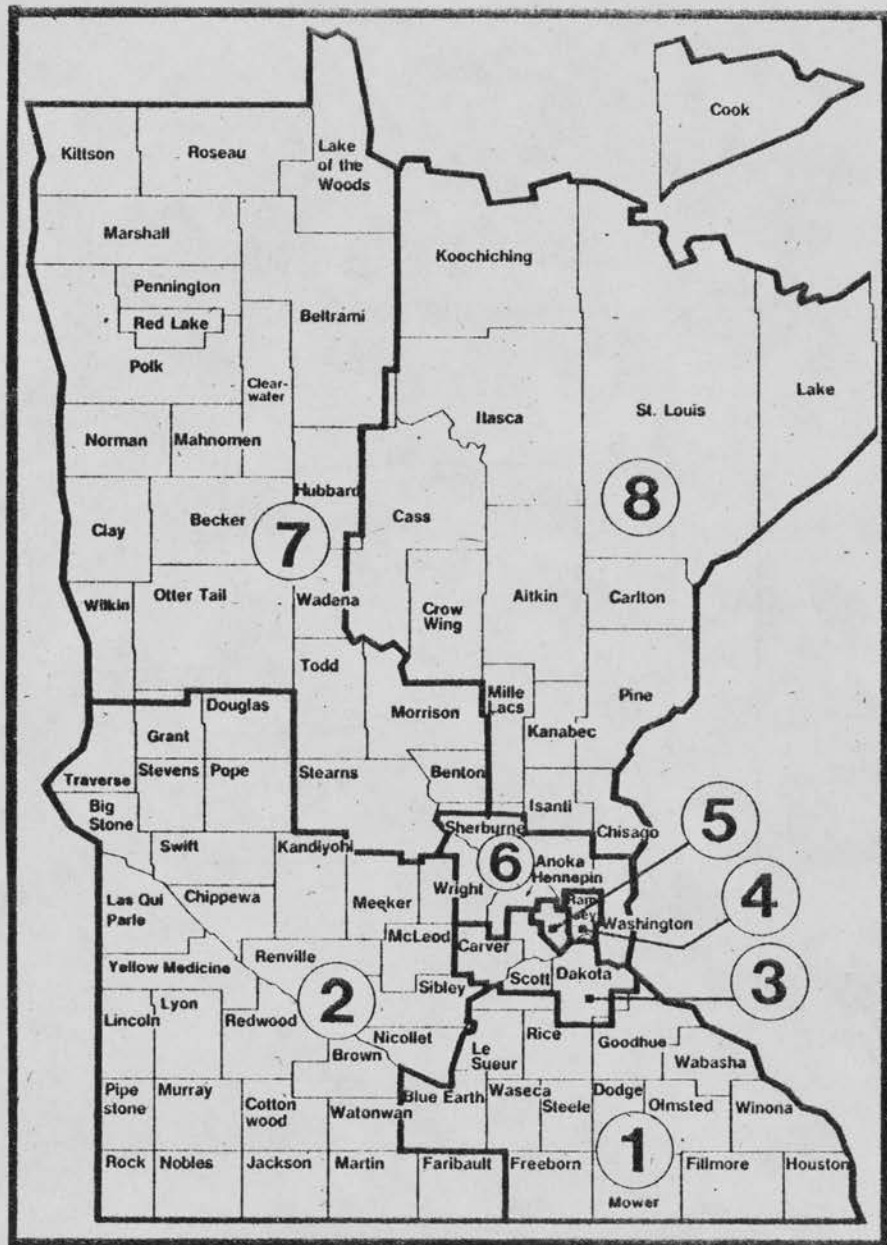 Cook
Kittson
Roseau
Lake
of the
Woods
Marshall
Koochiching
Pennington
Red Lake
Beltrami
Polk
Clear-
water
Itasca
St. Louis
Lake
Norman
Mahnomen
Hubbard
8
Clay
Becker
7
Cass
Wilkin
Otter Tail
Wadena
Crow
Wing
Aitkin
Carlton
Todd
Pine
Douglas
Morrison
Mille
Lacs
Grant
Kanabec
Traverse
Stevens
Pope
Stearns
Benton
Big
Stone
Isanti
Sherburne
Chisago
5
Swift
Kandiyohi
6
Anoka
Hennepin
Wright
Las Qui
Parle
Chippewa
Meeker
Ram
sey
Washington
4
McLeod
Carver
Yellow Medicine
Renville
Scott
Dakota
3
2
Sibley
Lincoln
Lyon
Redwood
Nicollet
Rice
Goodhue
Brown
Le
Sueur
Wabasha
Pipe
stone
Murray
Cotton
wood
Watonwan
Blue Earth
Waseca
Steele
Dodge
Olmsted
Winona
1
Rock
Nobles
Jackson
Martin
Faribault
Freeborn
Fillmore
Houston
Mower